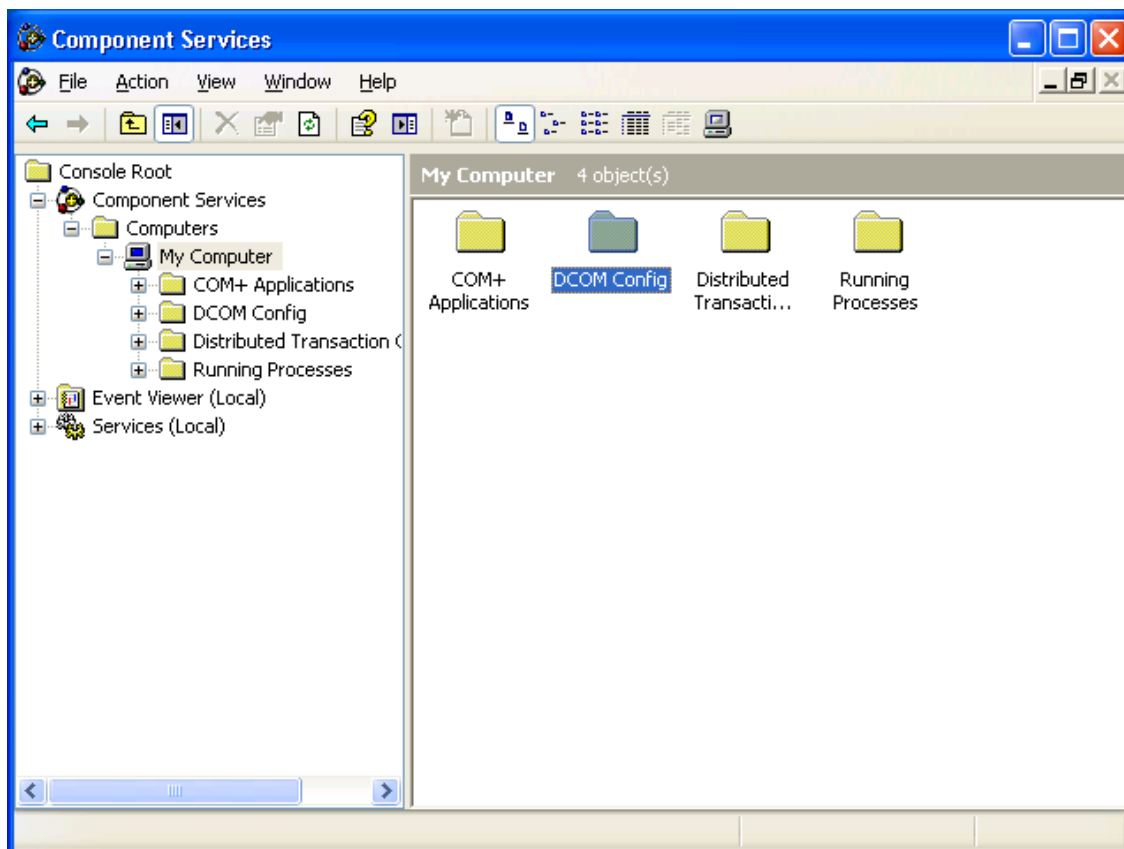 Component Services
File Action View Window Help
Console Root
Component Services
Computers
My Computer
COM+ Applications
DCOM Config
Distributed Transaction
Running Processes
Event Viewer (Local)
Services (Local)
My Computer 4 object(s)
COM+ DCOM Config Distributed Running
Applications Transacti... Processes